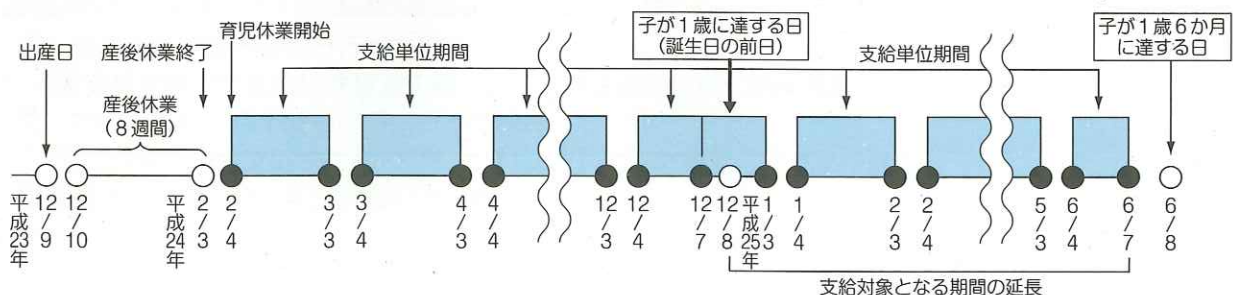 育児休業開始
子が1歳に達する日
(誕生日の前日)
子が1歳6か月
に達する日
出産日
産後休業終了
支給単位期間
支給単位期間
産後休業
(8週間)
平成23年
12/9
12/10
平成24年
2/3
2/4
3/3
3/4
4/3
4/4
12/3
12/4
12/7
12/8
平成25年
1/3
1/4
2/3
2/4
5/3
6/4
6/7
6/8
支給対象となる期間の延長